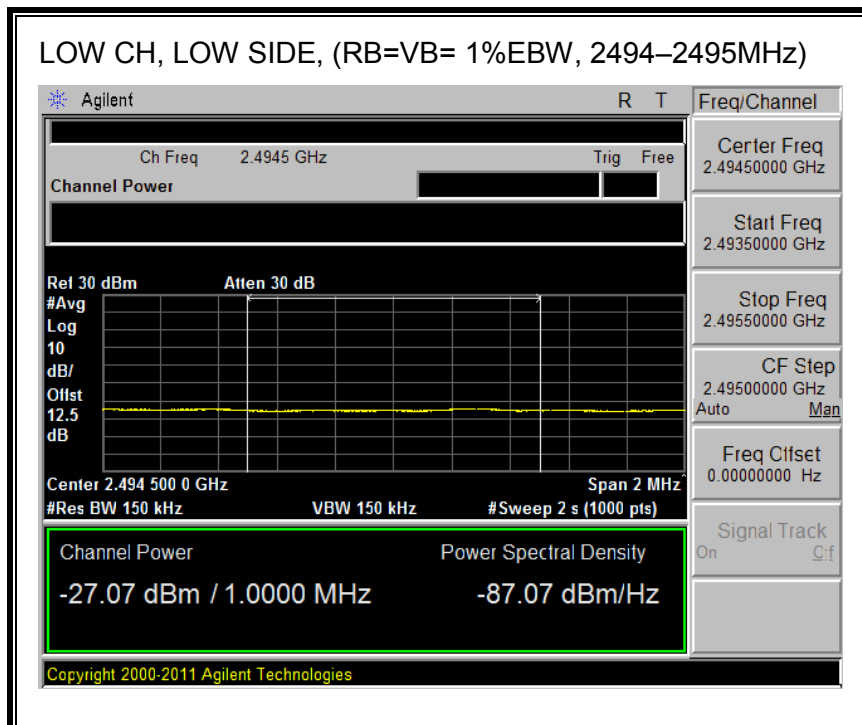 LOW CH, LOW SIDE, (RB=VB= 1%EBW, 2494–2495MHz)
Agilent R T
Freq/Channel
Ch Freq 2.4945 GHz Trig Free
Channel Power
Center Freq
2.49450000 GHz
Start Freq
2.49350000 GHz
Stop Freq
2.49550000 GHz
CF Step
2.49500000 GHz
Auto Man
Freq Offset
0.00000000 Hz
Signal Track
On Off
Ref 30 dBm Atten 30 dB
#Avg
Log
10
dB/
Offst
12.5
dB
Center 2.494 500 0 GHz Span 2 MHz
#Res BW 150 kHz VBW 150 kHz #Sweep 2 s (1000 pts)
Channel Power Power Spectral Density
-27.07 dBm / 1.0000 MHz -87.07 dBm/Hz
Copyright 2000-2011 Agilent Technologies